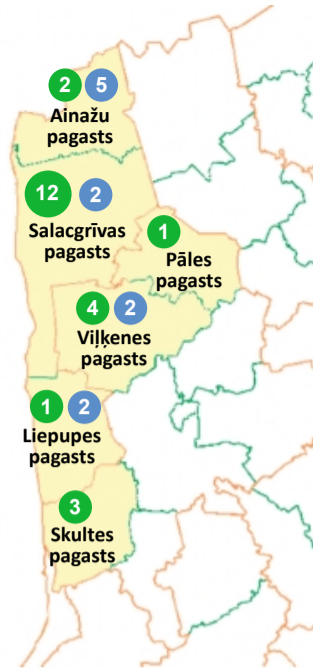 2 5
Ainažu
pagasts
12 2
Salacgrīvas
pagasts
1
Pāles
pagasts
4 2
Viļķenes
pagasts
1 2
Liepupes
pagasts
3
Skultes
pagasts